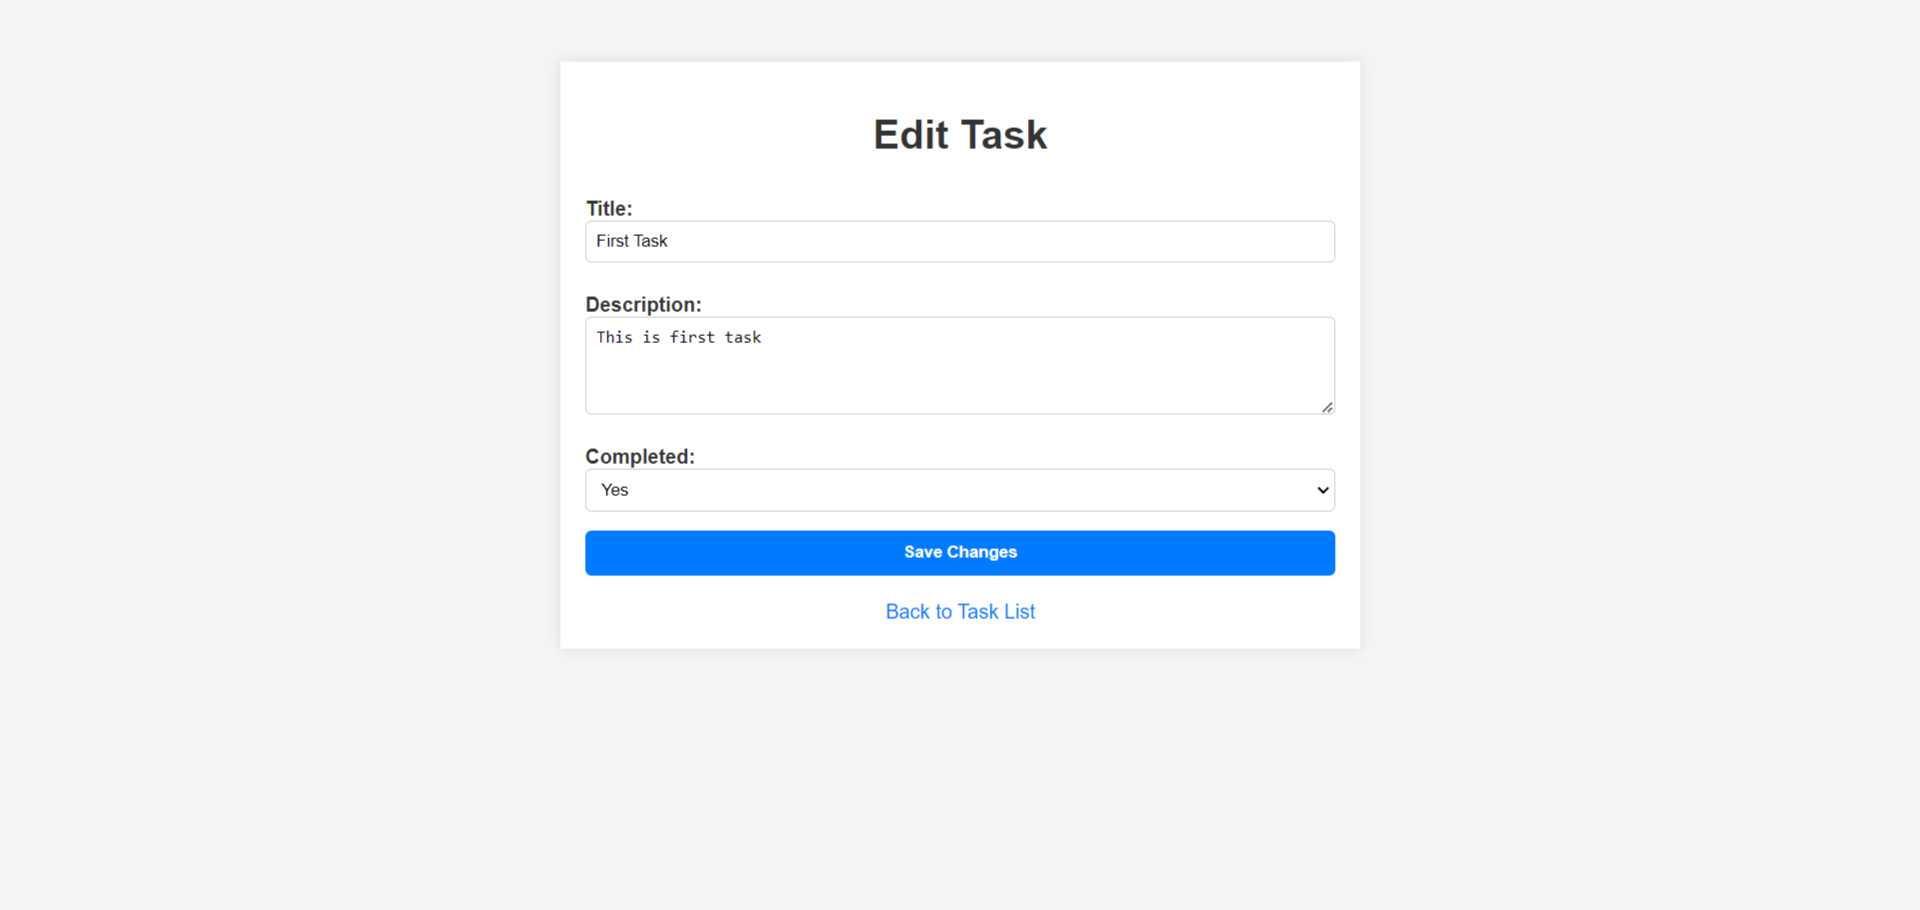 Edit Task
Title:
First Task
Description:
This is first task
Completed:
Yes
Save Changes
Back to Task List